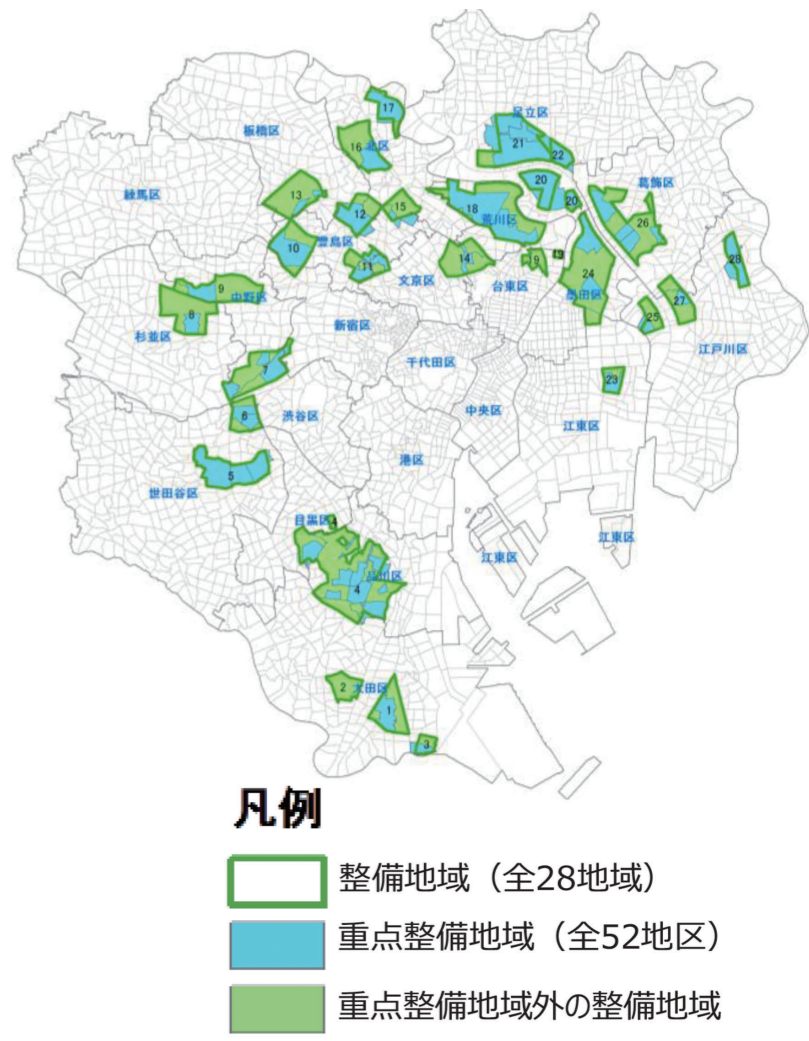 17
足立区
板橋区
16
北区
21
22
練馬区
20
葛飾区
13
12
15
18
荒川区
20
26
豊島区
10
11
文京区
14
19
19
台東区
24
墨田区
28
9
中野区
8
杉並区
27
25
新宿区
千代田区
江戸川区
7
23
6
渋谷区
中央区
江東区
5
世田谷区
港区
目黒区
4
江東区
江東区
品川区
4
2
大田区
1
3
凡例
整備地域（全28地域）
重点整備地域（全52地区）
重点整備地域外の整備地域